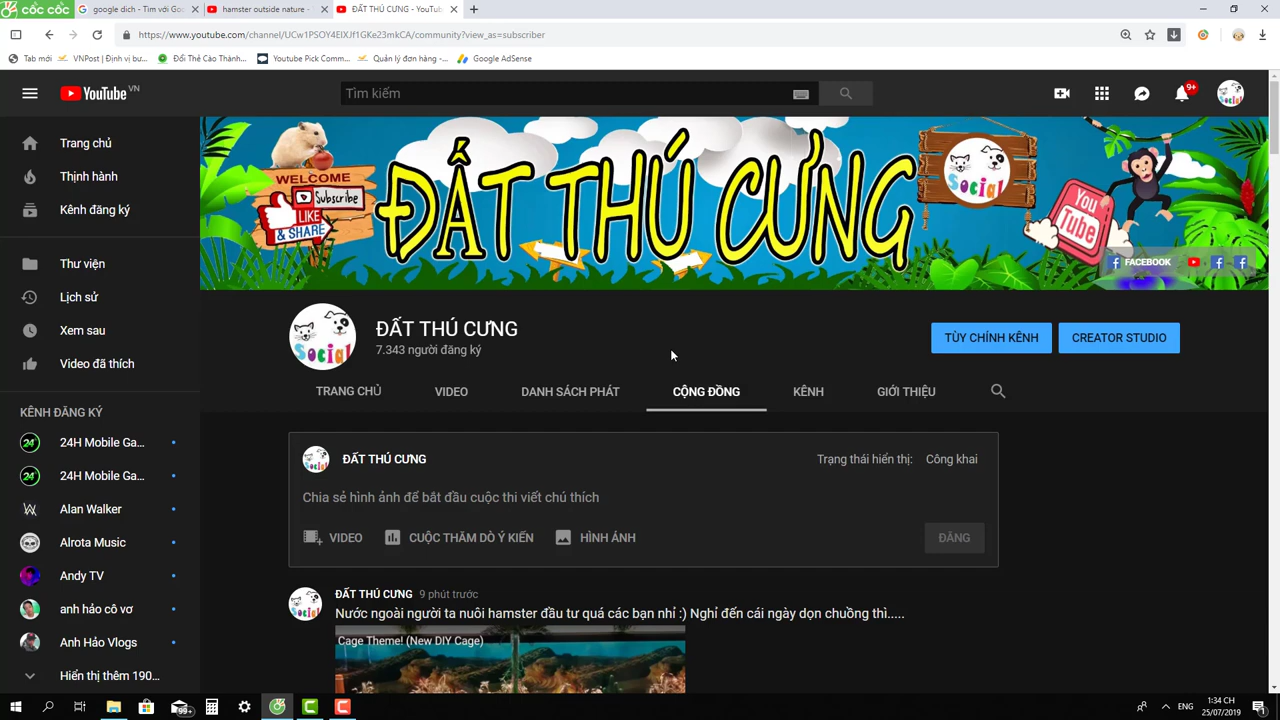 cốc cốc
google dich - Tìm với Goo
hamster outside nature -
ĐẤT THÚ CƯNG - YouTub
https://www.youtube.com/channel/UCw1PSOY4EIXJf1GKe23mkCA/community?view_as=subscriber
Tab mới
VNPost | Định vị bư...
Đổi Thẻ Cào Thành...
Youtube Pick Comm...
Quản lý đơn hàng -...
Google AdSense
YouTube VN
Tìm kiếm
9+
Trang chủ
Thịnh hành
Kênh đăng ký
Thư viện
Lịch sử
Xem sau
Video đã thích
KÊNH ĐĂNG KÝ
24H Mobile Ga...
24H Mobile Ga...
Alan Walker
Alrota Music
Andy TV
anh hảo cô vơ
Anh Hảo Vlogs
Hiển thị thêm 190...
WELCOME
Subscribe
LIKE
& SHARE
ĐẤT THÚ CƯNG
Social
You
Tube
FACEBOOK
Social
ĐẤT THÚ CƯNG
7.343 người đăng ký
TÙY CHỈNH KÊNH
CREATOR STUDIO
TRANG CHỦ
VIDEO
DANH SÁCH PHÁT
CỘNG ĐỒNG
KÊNH
GIỚI THIỆU
ĐẤT THÚ CƯNG
Trạng thái hiển thị: Công khai
Chia sẻ hình ảnh để bắt đầu cuộc thi viết chú thích
VIDEO
CUỘC THĂM DÒ Ý KIẾN
HÌNH ẢNH
ĐĂNG
ĐẤT THÚ CƯNG 9 phút trước
Nước ngoài người ta nuôi hamster đầu tư quá các bạn nhỉ :) Nghỉ đến cái ngày dọn chuồng thì.....
Cage Theme! (New DIY Cage)
99+
ENG
1:34 CH
25/07/2019